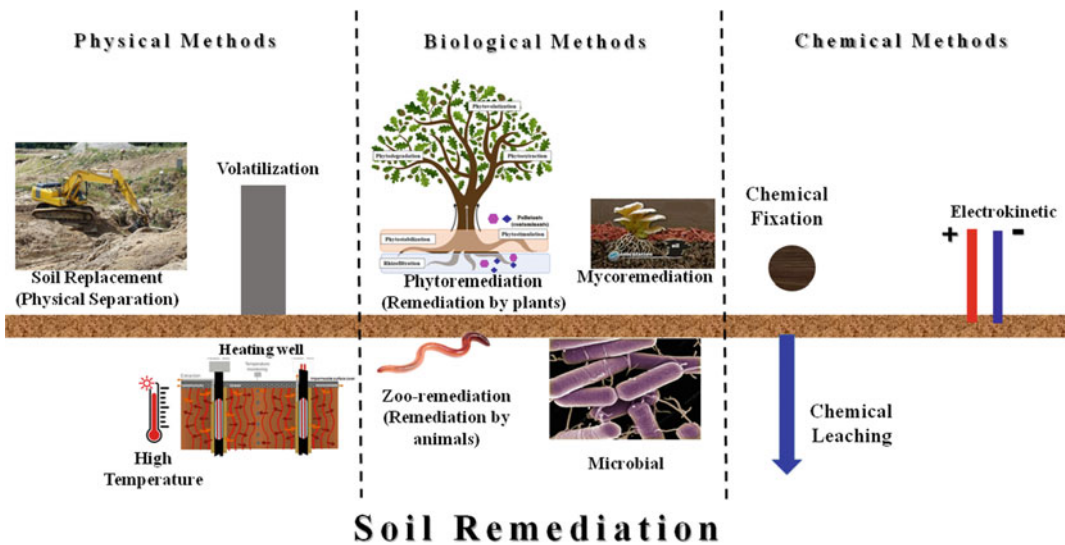 Physical Methods
Biological Methods
Chemical Methods
Volatilization
Soil Replacement
(Physical Separation)
Heating well
High
Temperature
Phytovolatilization
Phytodegradation
Phytoextraction
Pollutants
(contaminants)
Phytostabilization
Phytostimulation
Rhizofiltration
Phytoremediation
(Remediation by plants)
Mycoremediation
Zoo-remediation
(Remediation by
animals)
Microbial
Chemical
Fixation
Electrokinetic
+
-
Chemical
Leaching
Soil Remediation